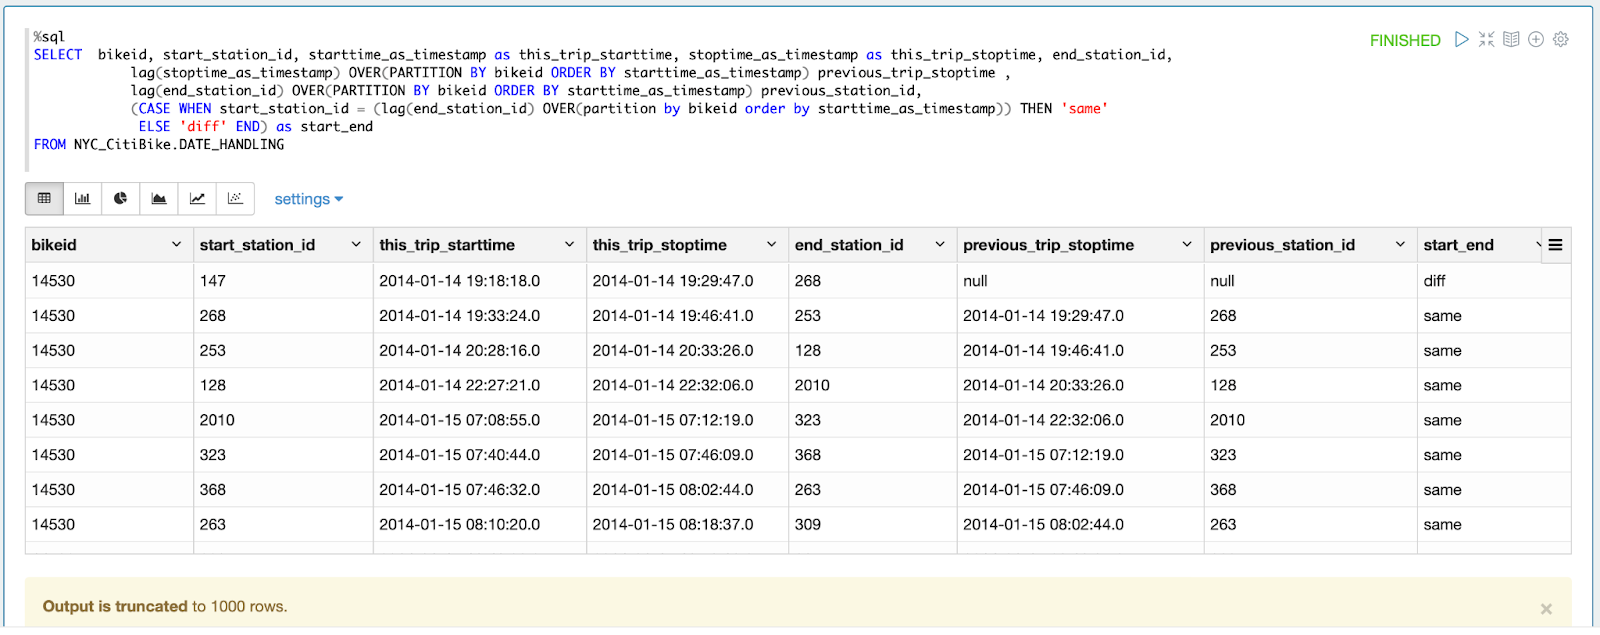 %sql
FINISHED
SELECT bikeid, start_station_id, starttime_as_timestamp as this_trip_starttime, stoptime_as_timestamp as this_trip_stoptime, end_station_id,
lag(stoptime_as_timestamp) OVER(PARTITION BY bikeid ORDER BY starttime_as_timestamp) previous_trip_stoptime ,
lag(end_station_id) OVER(PARTITION BY bikeid ORDER BY starttime_as_timestamp) previous_station_id,
(CASE WHEN start_station_id = (lag(end_station_id) OVER(partition by bikeid order by starttime_as_timestamp)) THEN 'same'
ELSE 'diff' END) as start_end
FROM NYC_CitiBike.DATE_HANDLING
settings
bikeid start_station_id this_trip_starttime this_trip_stoptime end_station_id previous_trip_stoptime previous_station_id start_end
14530 147 2014-01-14 19:18:18.0 2014-01-14 19:29:47.0 268 null null diff
14530 268 2014-01-14 19:33:24.0 2014-01-14 19:46:41.0 253 2014-01-14 19:29:47.0 268 same
14530 253 2014-01-14 20:28:16.0 2014-01-14 20:33:26.0 128 2014-01-14 19:46:41.0 253 same
14530 128 2014-01-14 22:27:21.0 2014-01-14 22:32:06.0 2010 2014-01-14 20:33:26.0 128 same
14530 2010 2014-01-15 07:08:55.0 2014-01-15 07:12:19.0 323 2014-01-14 22:32:06.0 2010 same
14530 323 2014-01-15 07:40:44.0 2014-01-15 07:46:09.0 368 2014-01-15 07:12:19.0 323 same
14530 368 2014-01-15 07:46:32.0 2014-01-15 08:02:44.0 263 2014-01-15 07:46:09.0 368 same
14530 263 2014-01-15 08:10:20.0 2014-01-15 08:18:37.0 309 2014-01-15 08:02:44.0 263 same
Output is truncated to 1000 rows.